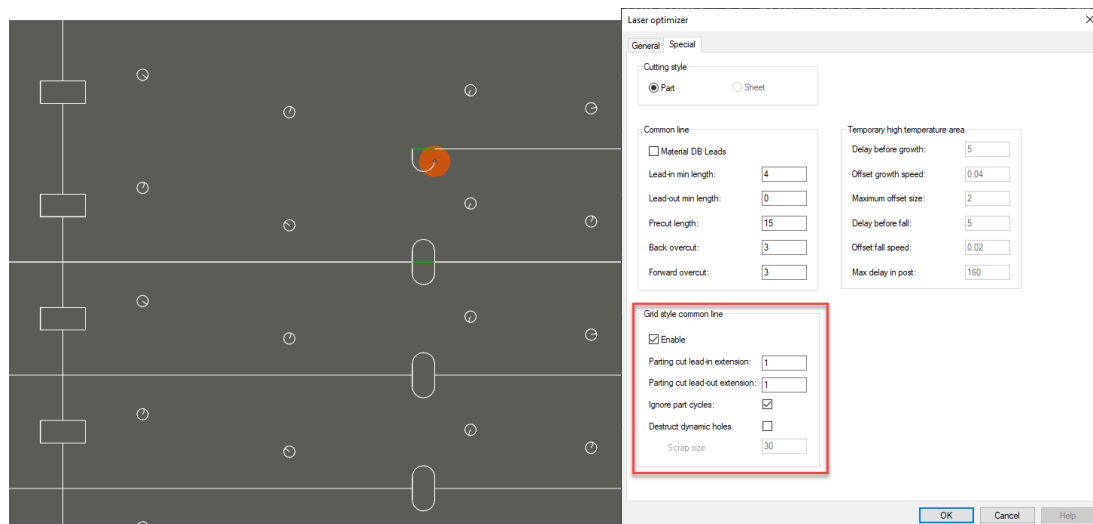 Laser optimizer
General Special
Cutting style
Part Sheet
Common line
Material DB Leads
Lead-in min length: 4
Lead-out min length: 0
Precut length: 15
Back overcut: 3
Forward overcut: 3
Temporary high temperature area
Delay before growth: 5
Offset growth speed: 0.04
Maximum offset size: 2
Delay before fall: 5
Offset fall speed: 0.02
Max delay in post: 160
Grid style common line
Enable
Parting cut lead-in extension: 1
Parting cut lead-out extension: 1
Ignore part cycles:
Destruct dynamic holes
Scrap size: 30
OK Cancel Help